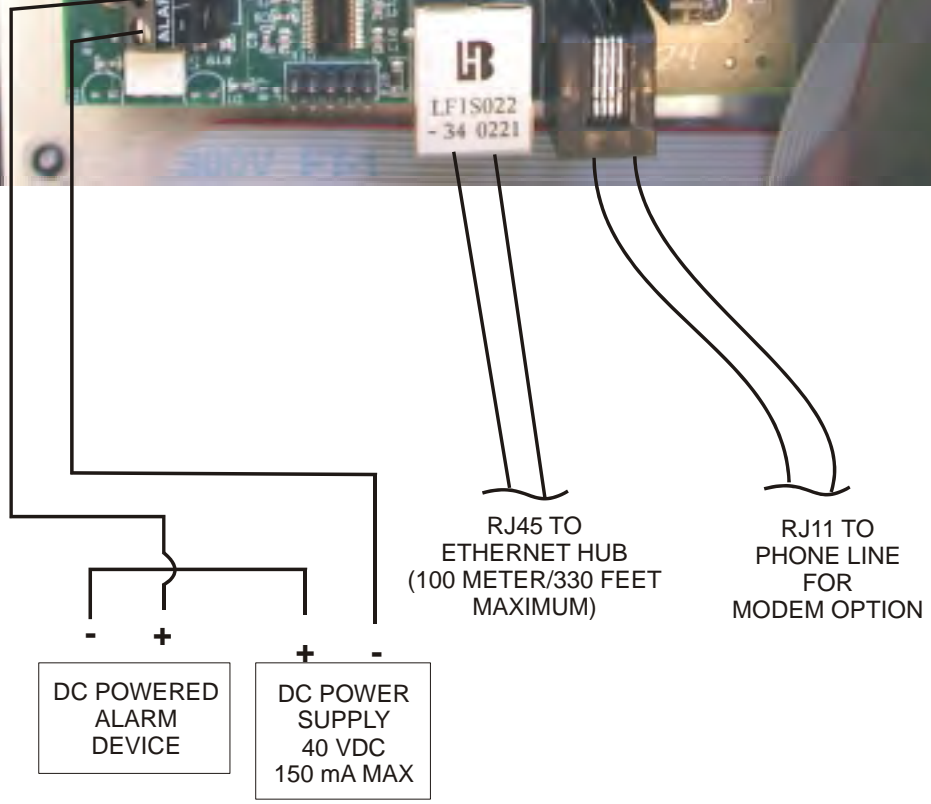 ALAR
LF1S022
- 34 0221
RJ45 TO
ETHERNET HUB
(100 METER/330 FEET
MAXIMUM)
RJ11 TO
PHONE LINE
FOR
MODEM OPTION
- +
+ -
DC POWERED
ALARM
DEVICE
DC POWER
SUPPLY
40 VDC
150 mA MAX